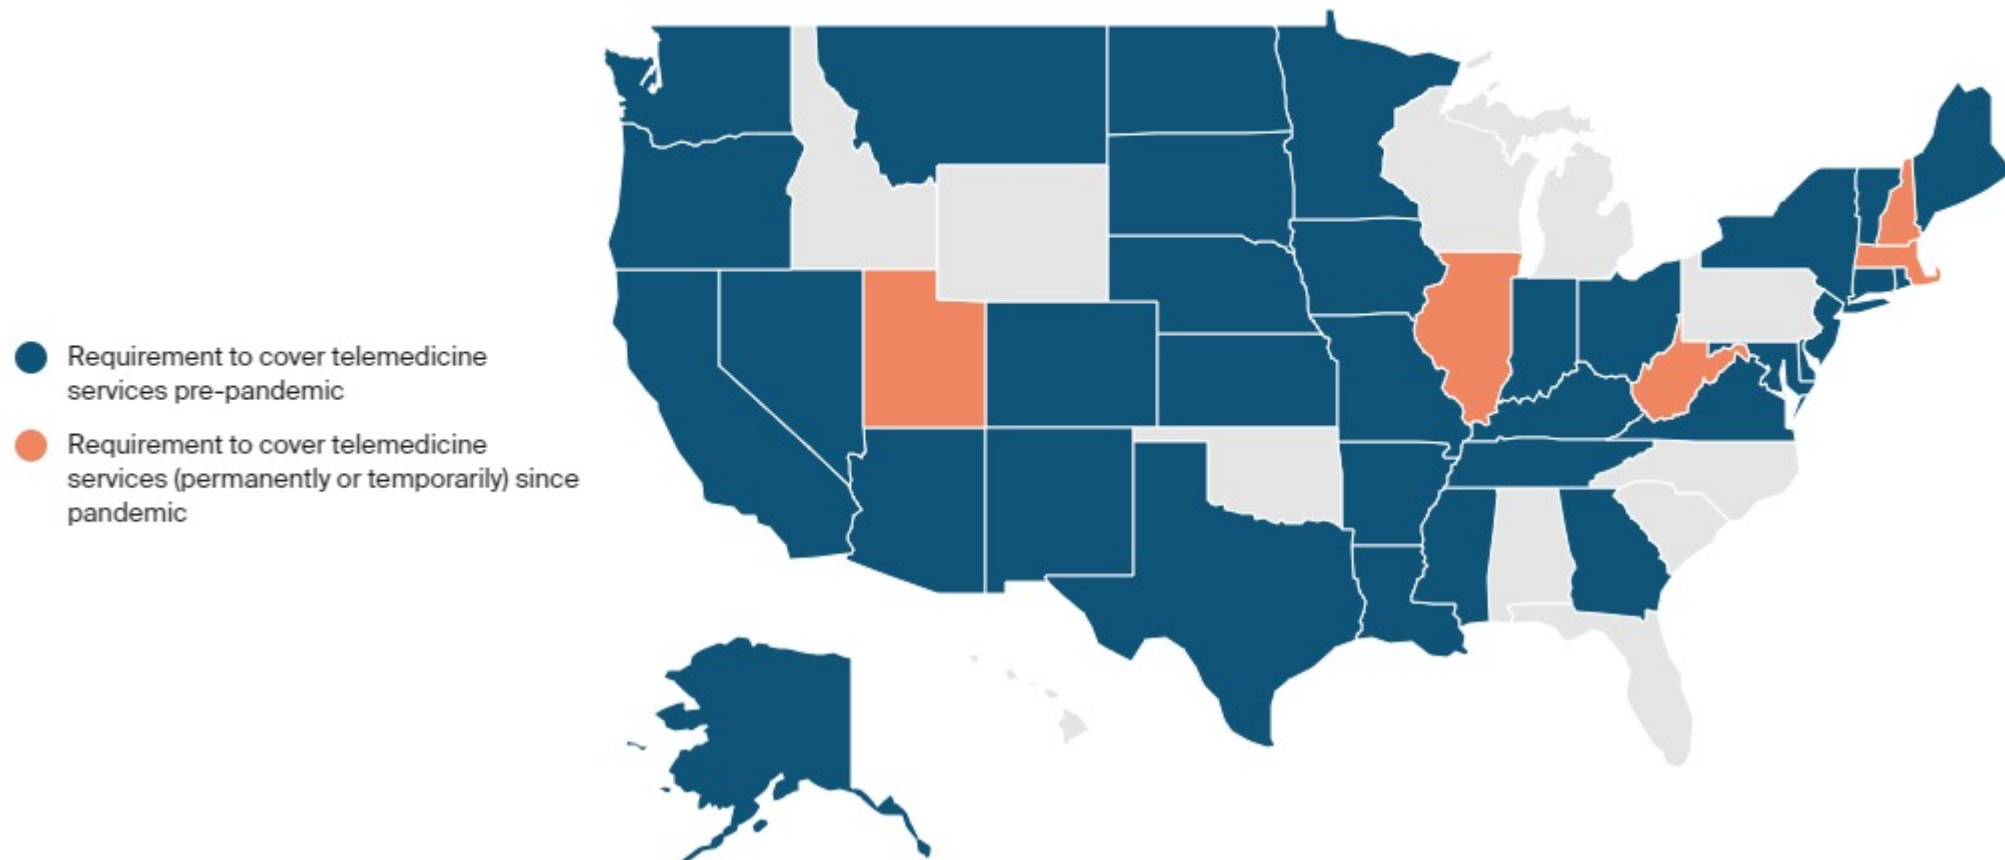 Requirement to cover telemedicine
services pre-pandemic
Requirement to cover telemedicine
services (permanently or temporarily) since
pandemic